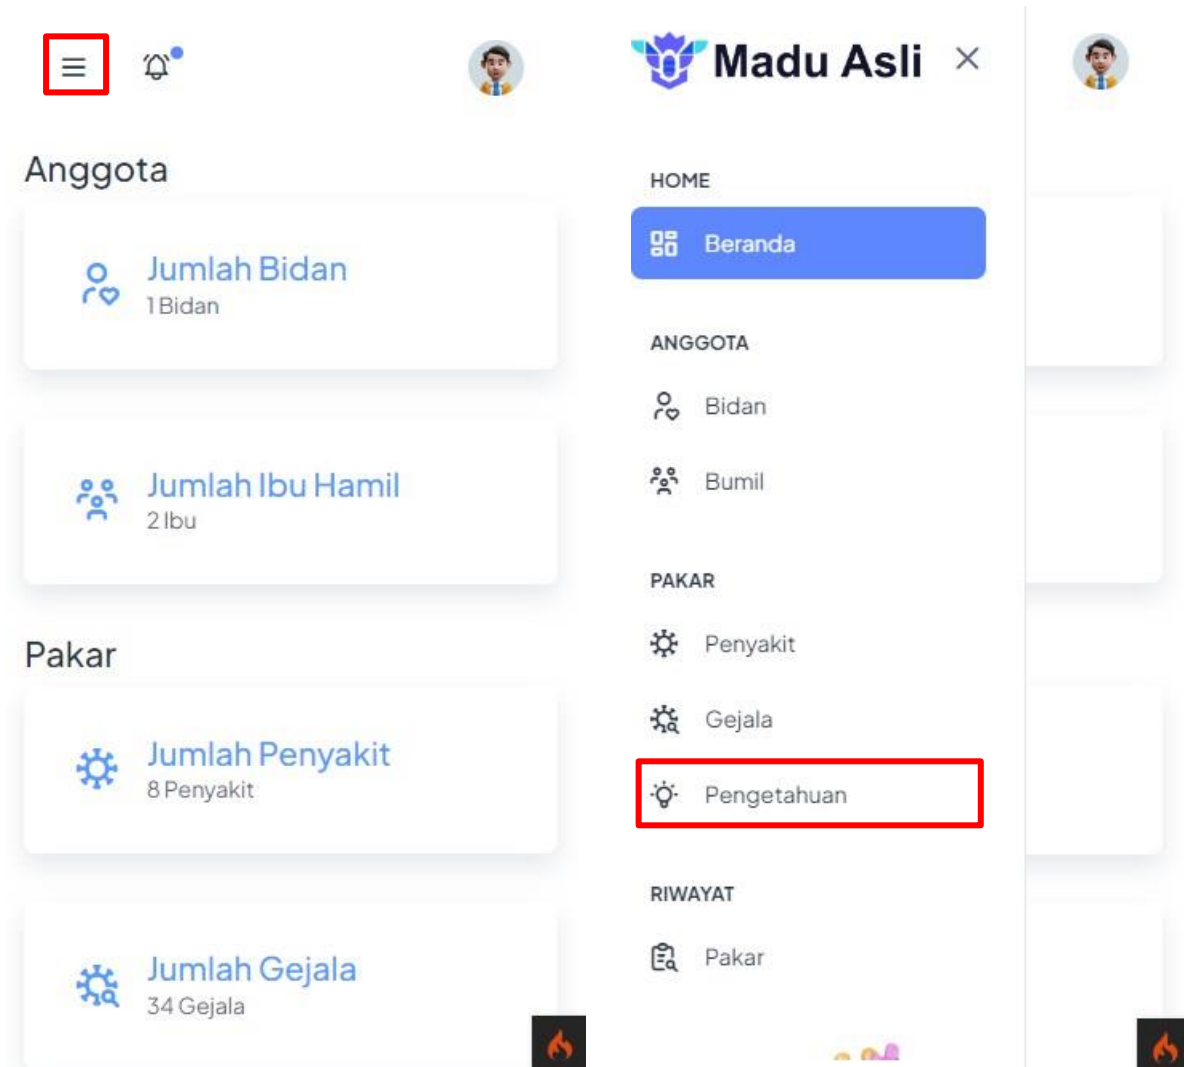 Anggota
Jumlah Bidan
1 Bidan
Jumlah Ibu Hamil
2 Ibu
Pakar
Jumlah Penyakit
8 Penyakit
Jumlah Gejala
34 Gejala
Madu Asli
HOME
Beranda
ANGGOTA
Bidan
Bumil
PAKAR
Penyakit
Gejala
Pengetahuan
RIWAYAT
Pakar